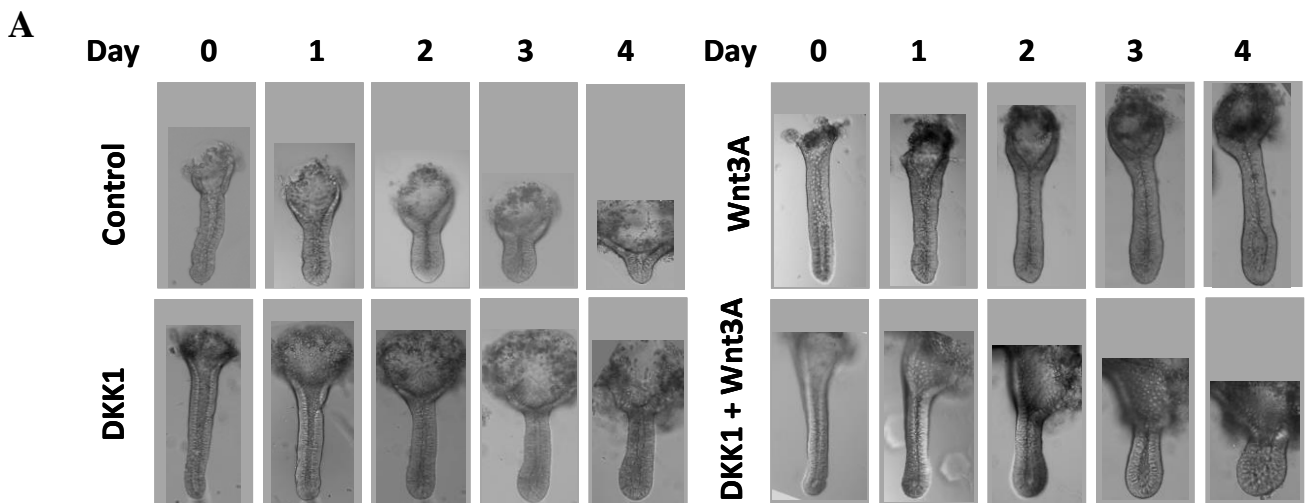 A
Day 0 1 2 3 4 Day 0 1 2 3 4
Control
Wnt3A
DKK1
DKK1 + Wnt3A